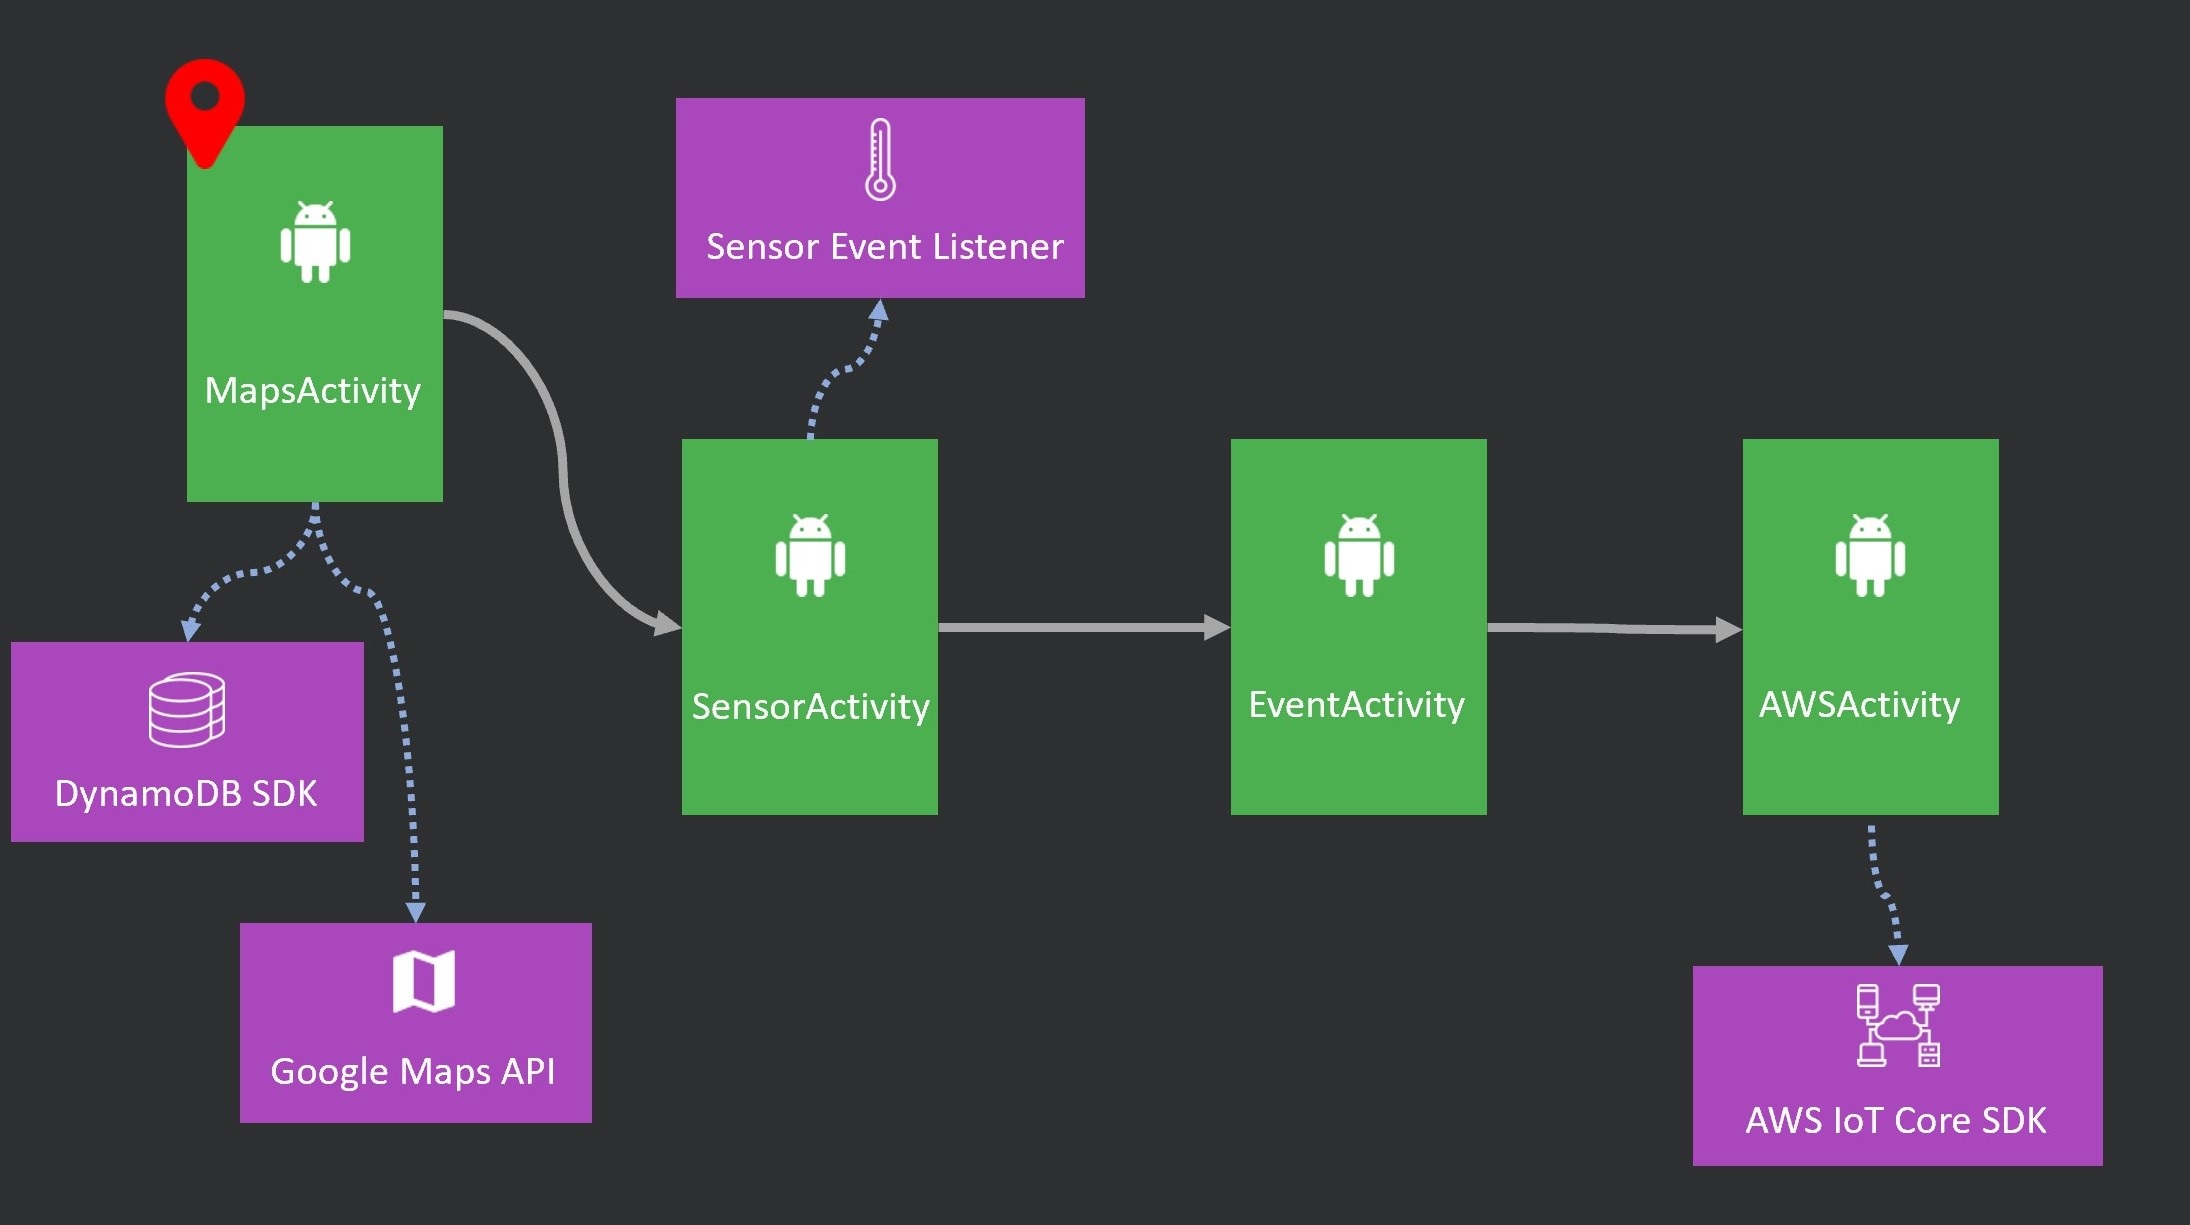 Sensor Event Listener
MapsActivity
SensorActivity
EventActivity
AWSActivity
DynamoDB SDK
Google Maps API
AWS IoT Core SDK